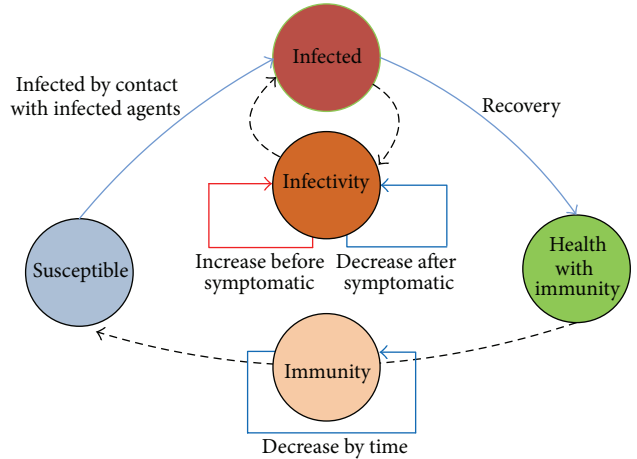 Infected
Infected by contact
with infected agents
Recovery
Infectivity
Susceptible
Increase before
symptomatic
Decrease after
symptomatic
Health
with
immunity
Immunity
Decrease by time